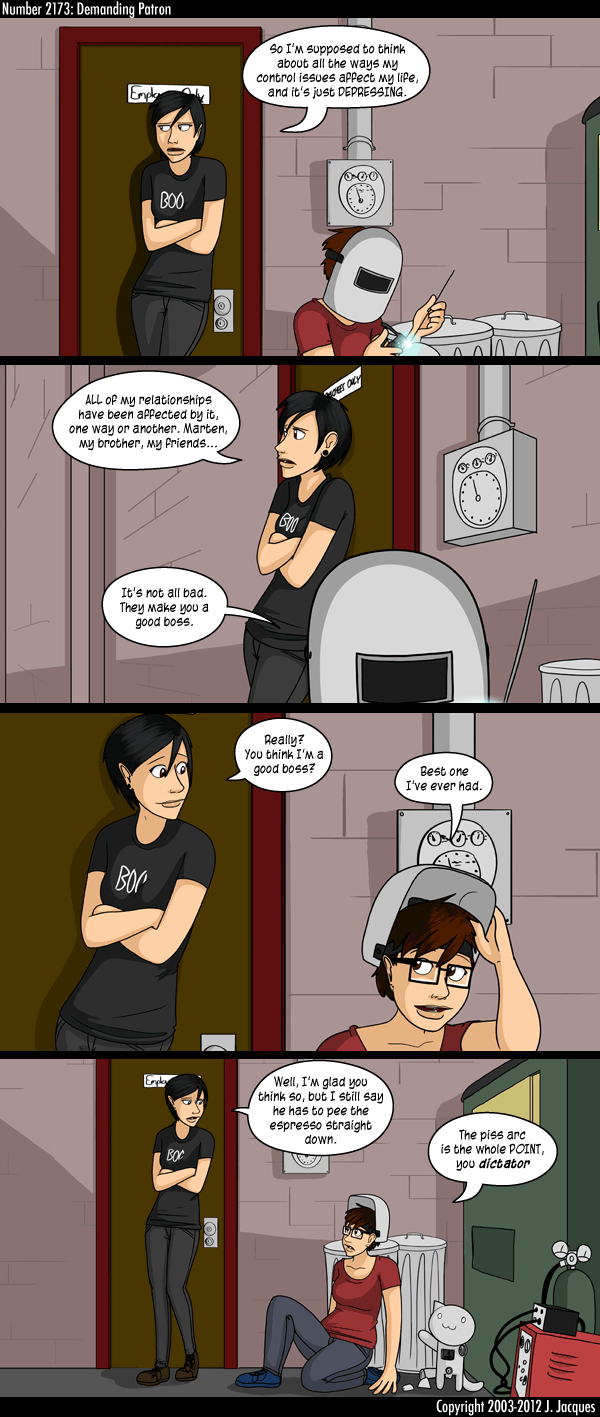 Number 2173: Demanding Patron
So I'm supposed to think
about all the ways my
control issues affect my life,
and it's just DEPRESSING.
Only
BOO
ALL of my relationships
have been affected by it,
one way or another. Marten,
my brother, my friends...
ONLY
BOO
It's not all bad.
They make you a
good boss.
Really?
You think I'm a
good boss?
Best one
I've ever had.
BOO
Well, I'm glad you
think so, but I still say
he has to pee the
espresso straight
down.
The piss arc
is the whole POINT,
you dictator
Copyright 2003-2012 J. Jacques